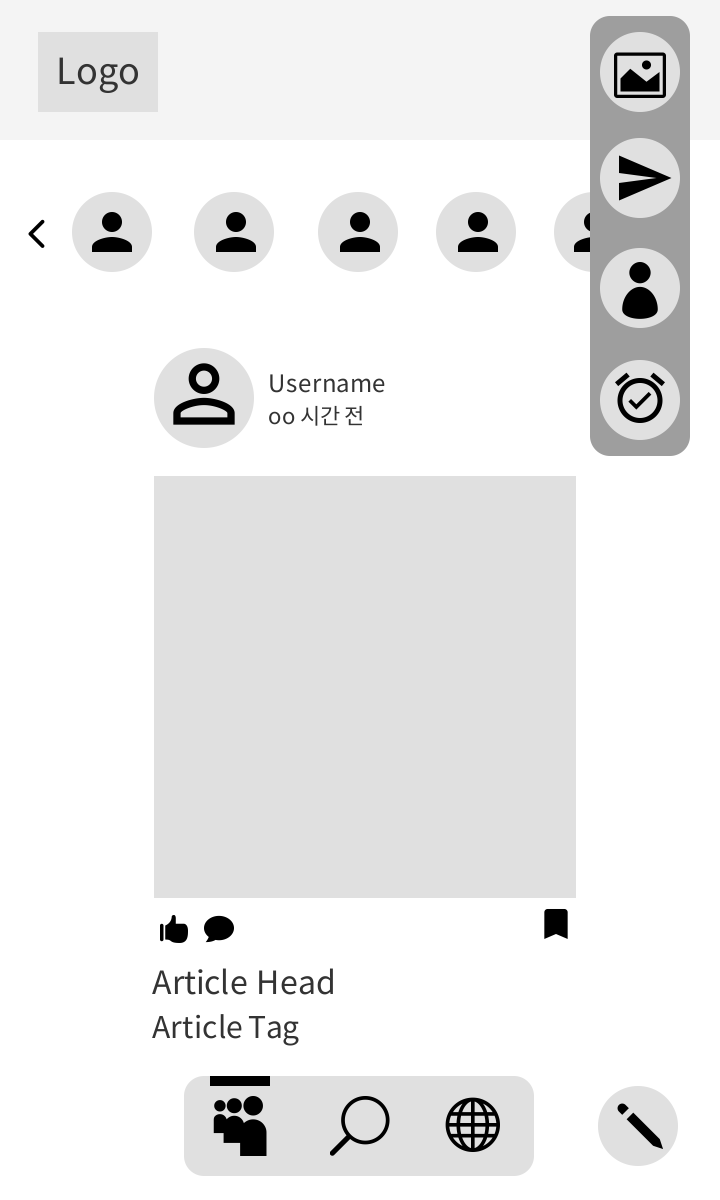 Logo
Username
oo 시간 전
Article Head
Article Tag